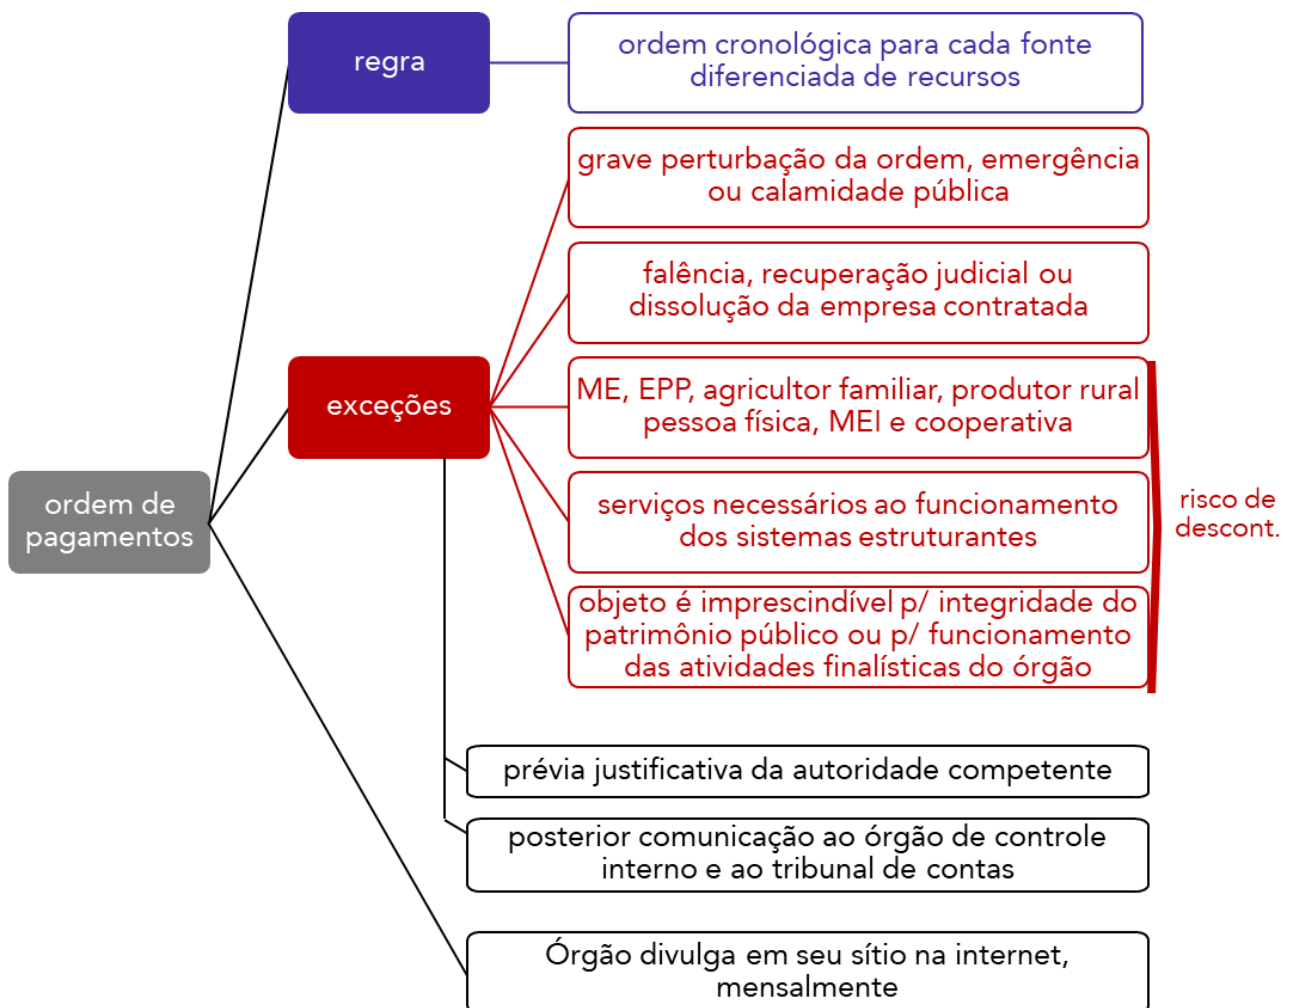 regra
ordem cronológica para cada fonte
diferenciada de recursos
grave perturbação da ordem, emergência
ou calamidade pública
falência, recuperação judicial ou
dissolução da empresa contratada
exceções
ME, EPP, agricultor familiar, produtor rural
pessoa física, MEI e cooperativa
ordem de
pagamentos
serviços necessários ao funcionamento
dos sistemas estruturantes
risco de
descont.
objeto é imprescindível p/ integridade do
patrimônio público ou p/ funcionamento
das atividades finalísticas do órgão
prévia justificativa da autoridade competente
posterior comunicação ao órgão de controle
interno e ao tribunal de contas
Órgão divulga em seu sítio na internet,
mensalmente